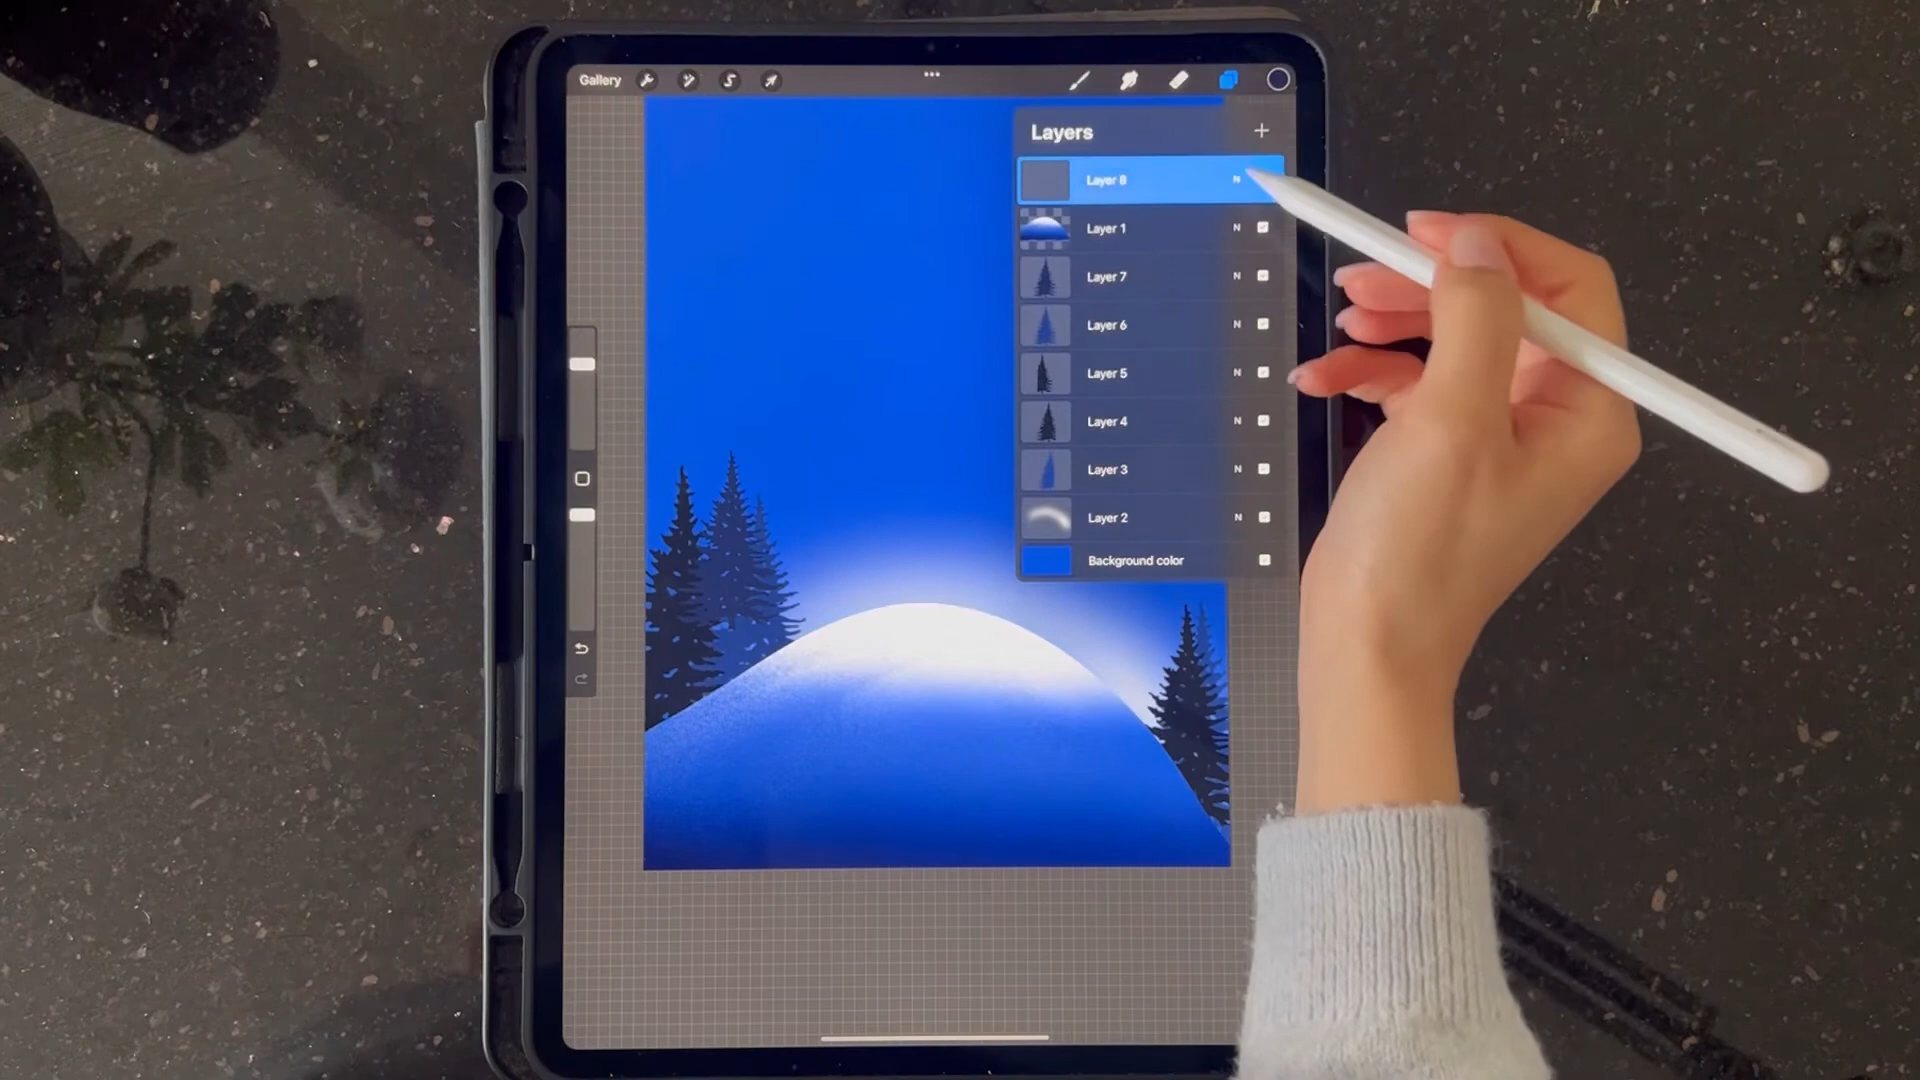 Gallery
Layers
Layer 8 N
Layer 1 N
Layer 7 N
Layer 6 N
Layer 5 N
Layer 4 N
Layer 3 N
Layer 2 N
Background color